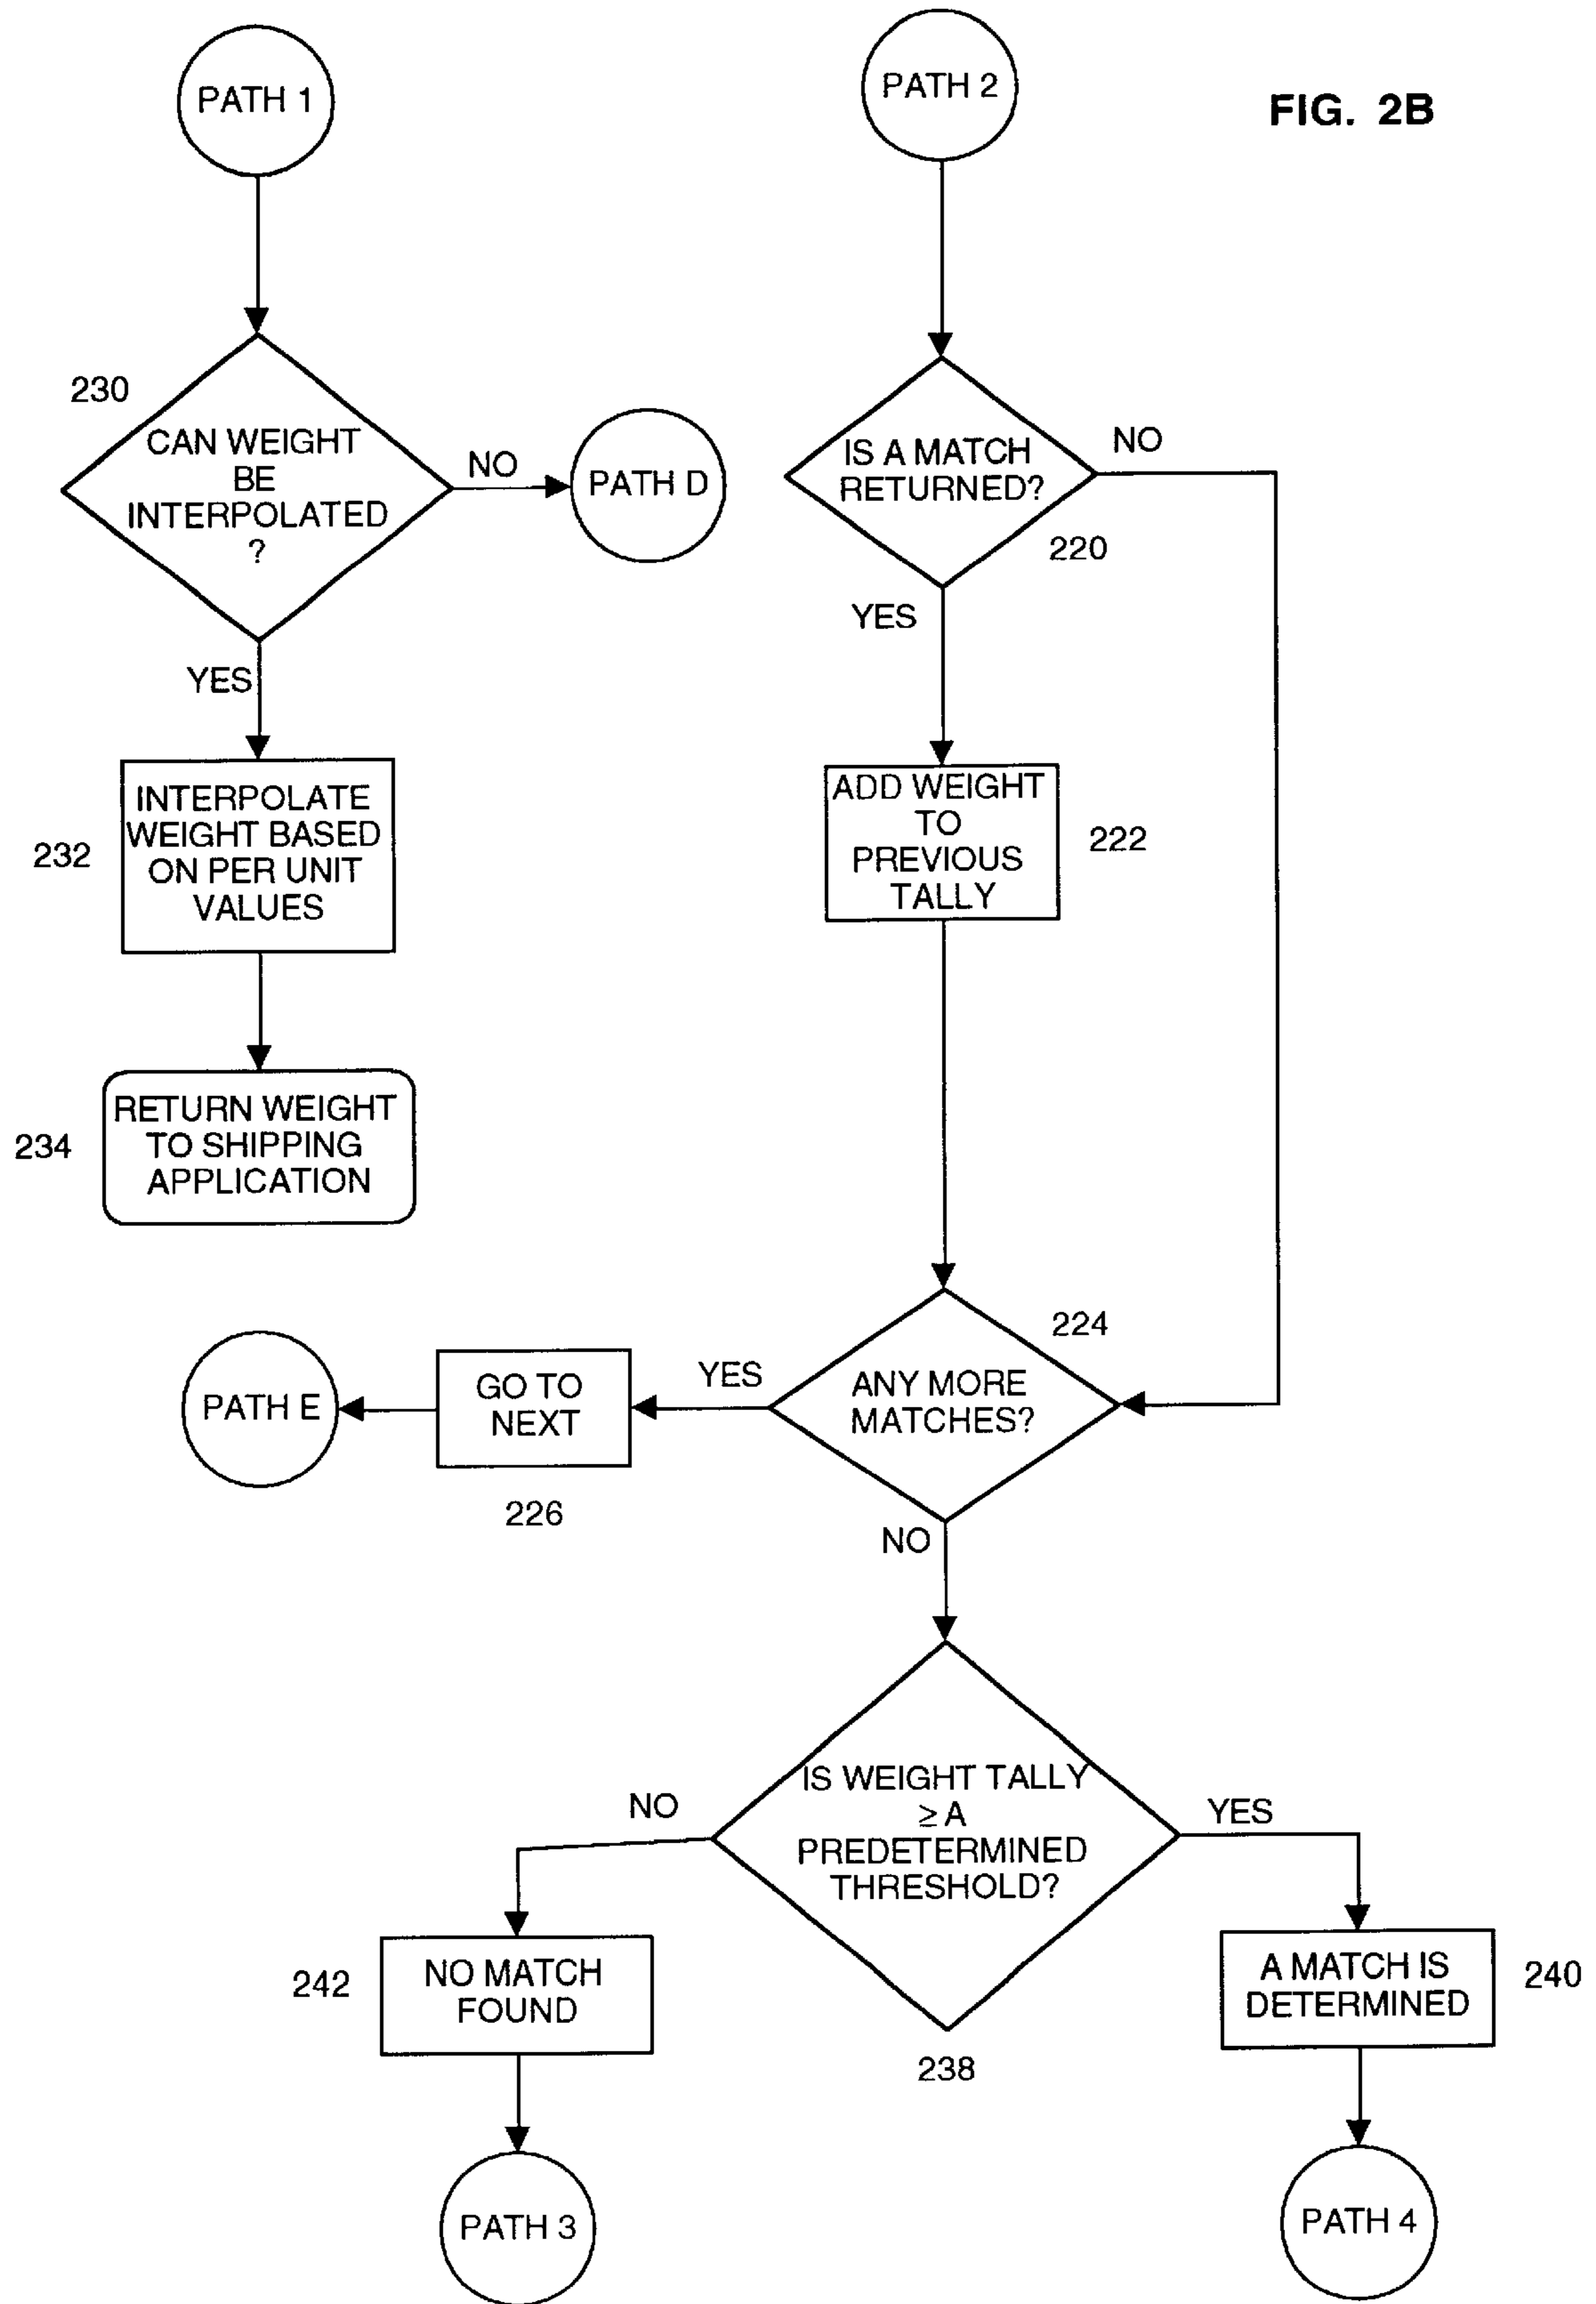 FIG. 2B
PATH 1
230
CAN WEIGHT
BE
INTERPOLATED
?
NO
PATH D
YES
232
INTERPOLATE
WEIGHT BASED
ON PER UNIT
VALUES
234
RETURN WEIGHT
TO SHIPPING
APPLICATION
PATH 2
IS A MATCH
RETURNED?
NO
220
YES
ADD WEIGHT
TO
PREVIOUS
TALLY
222
224
ANY MORE
MATCHES?
YES
GO TO
NEXT
226
PATH E
NO
IS WEIGHT TALLY
≥ A
PREDETERMINED
THRESHOLD?
238
NO
242
NO MATCH
FOUND
PATH 3
YES
A MATCH IS
DETERMINED
240
PATH 4